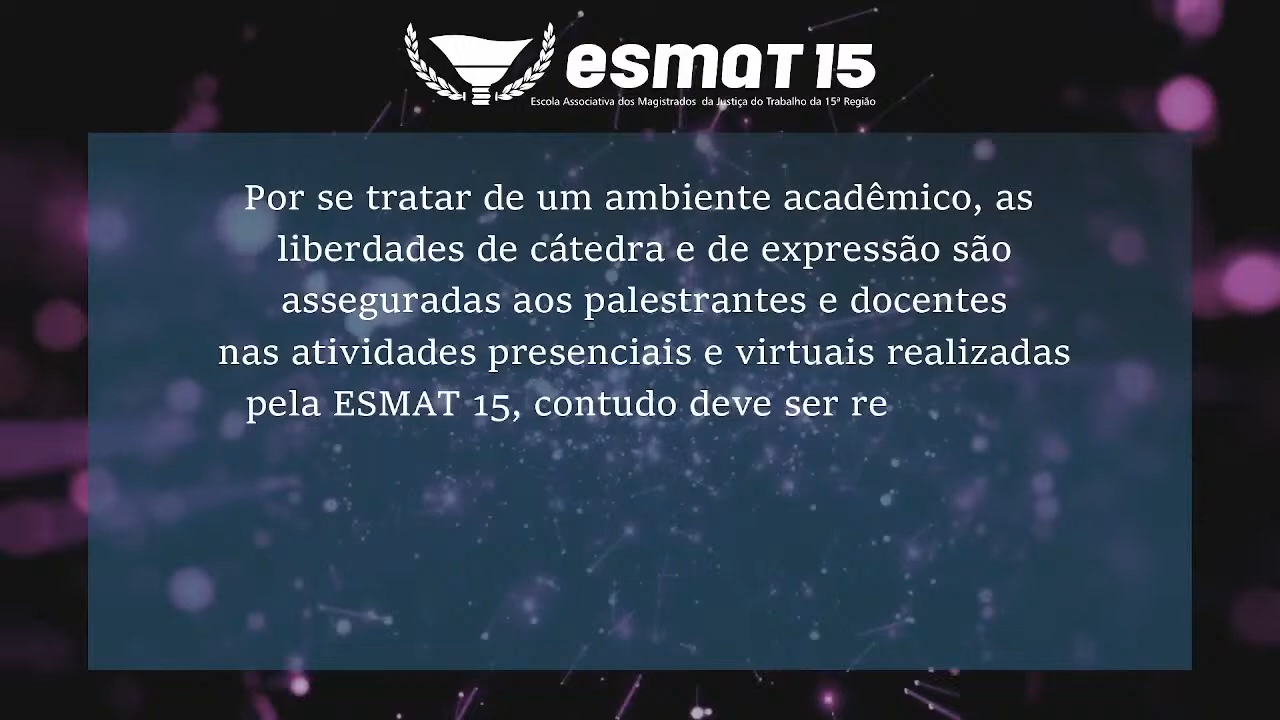 esmat 15
Escola Associativa dos Magistrados da Justiça do Trabalho da 15ª Região
Por se tratar de um ambiente acadêmico, as
liberdades de cátedra e de expressão são
asseguradas aos palestrantes e docentes
nas atividades presenciais e virtuais realizadas
pela ESMAT 15, contudo deve ser re